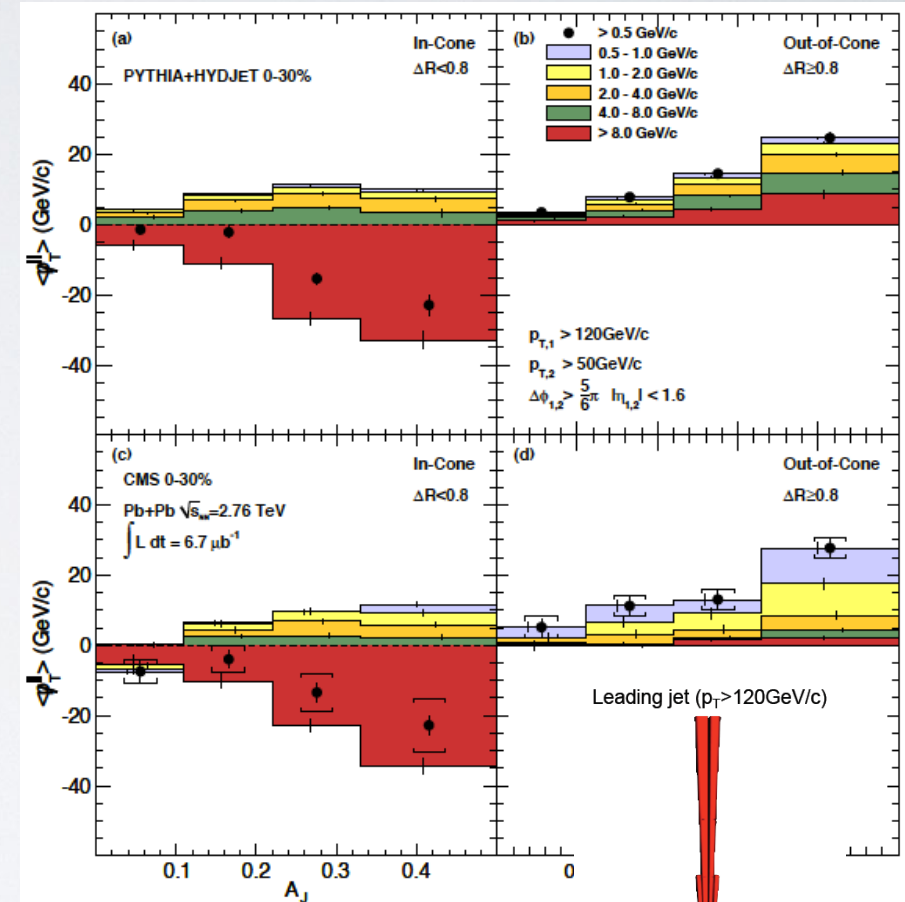 (a)
In-Cone
PYTHIA+HYDJET 0-30%
ΔR<0.8
(b)
> 0.5 GeV/c
0.5 - 1.0 GeV/c
1.0 - 2.0 GeV/c
2.0 - 4.0 GeV/c
4.0 - 8.0 GeV/c
> 8.0 GeV/c
Out-of-Cone
ΔR≥0.8
p_T,1 > 120GeV/c
p_T,2 > 50GeV/c
Δϕ_1,2 > 5/6 π |η_1,2| < 1.6
40
20
0
-20
-40
<p̸_T^||> (GeV/c)
(c)
In-Cone
CMS 0-30%
ΔR<0.8
Pb+Pb √s_NN=2.76 TeV
∫L dt = 6.7 μb⁻¹
(d)
Out-of-Cone
ΔR≥0.8
Leading jet (p_T>120GeV/c)
40
20
0
-20
-40
<p̸_T^||> (GeV/c)
0.1 0.2 0.3 0.4
A_J
0